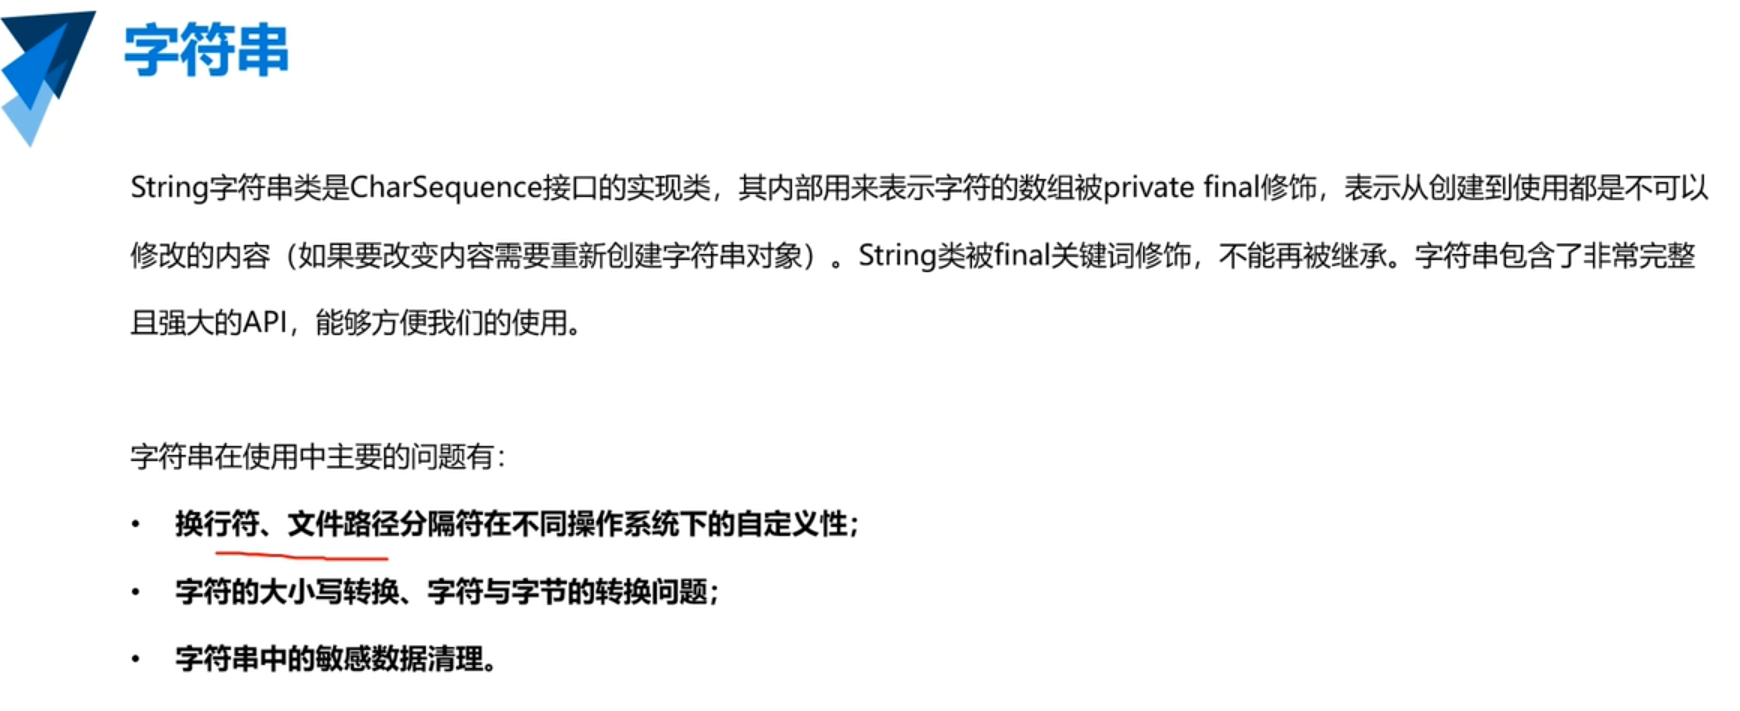 字符串
String字符串类是CharSequence接口的实现类，其内部用来表示字符的数组被private final修饰，表示从创建到使用都是不可以
修改的内容（如果要改变内容需要重新创建字符串对象）。String类被final关键词修饰，不能再被继承。字符串包含了非常完整
且强大的API，能够方便我们的使用。
字符串在使用中主要的问题有：
• 换行符、文件路径分隔符在不同操作系统下的自定义性；
• 字符的大小写转换、字符与字节的转换问题；
• 字符串中的敏感数据清理。